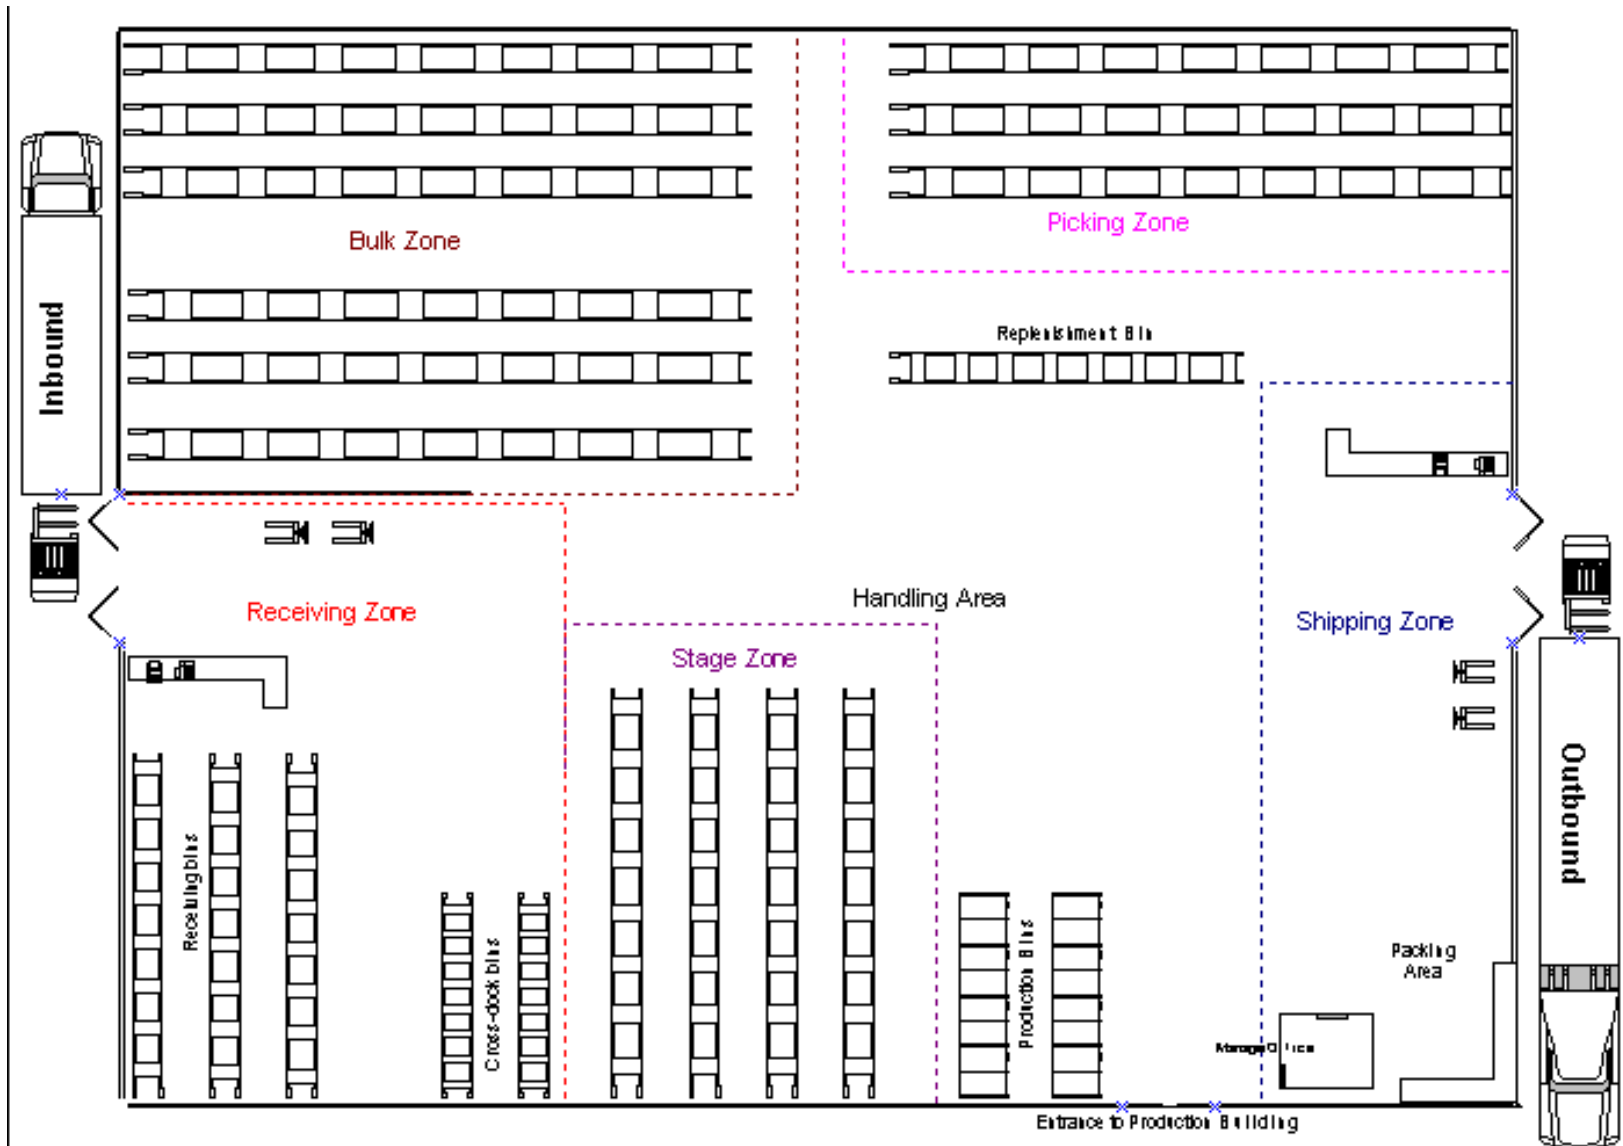 Picking Zone
Bulk Zone
Inbound
Replenishment Bin
Handling Area
Receiving Zone
Shipping Zone
Stage Zone
Outbound
Receiving bins
Cross-dock bins
Production Bins
Packing
Area
Entrance to Production Building